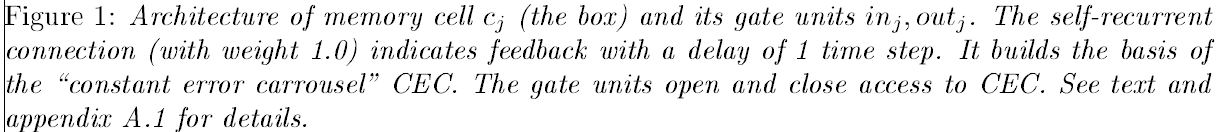 Figure 1: Architecture of memory cell c_j (the box) and its gate units in_j, out_j. The self-recurrent
connection (with weight 1.0) indicates feedback with a delay of 1 time step. It builds the basis of
the “constant error carrousel” CEC. The gate units open and close access to CEC. See text and
appendix A.1 for details.